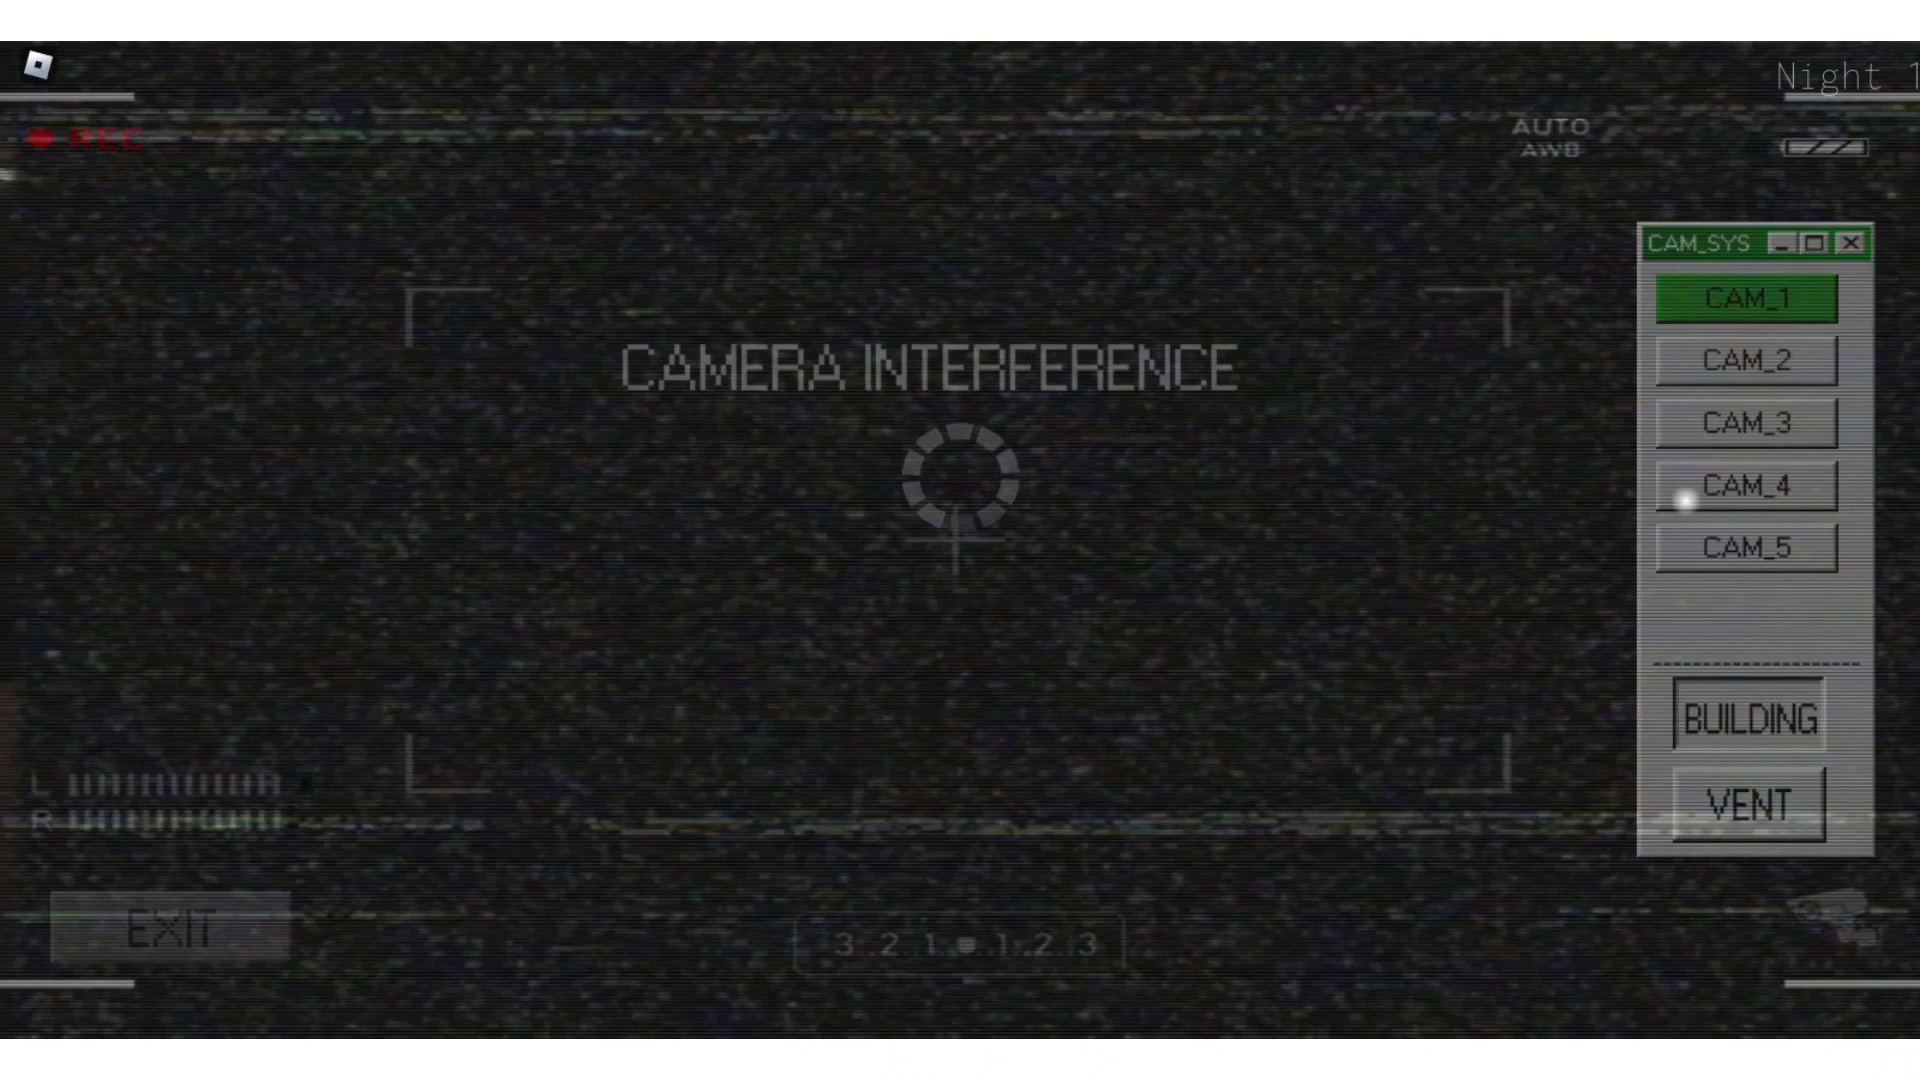 Night 1
REC
AUTO
AWB
CAM_SYS
CAM_1
CAMERA INTERFERENCE
CAM_2
CAM_3
CAM_4
CAM_5
BUILDING
VENT
L
R
EXIT
3..2..1..●..1..2..3